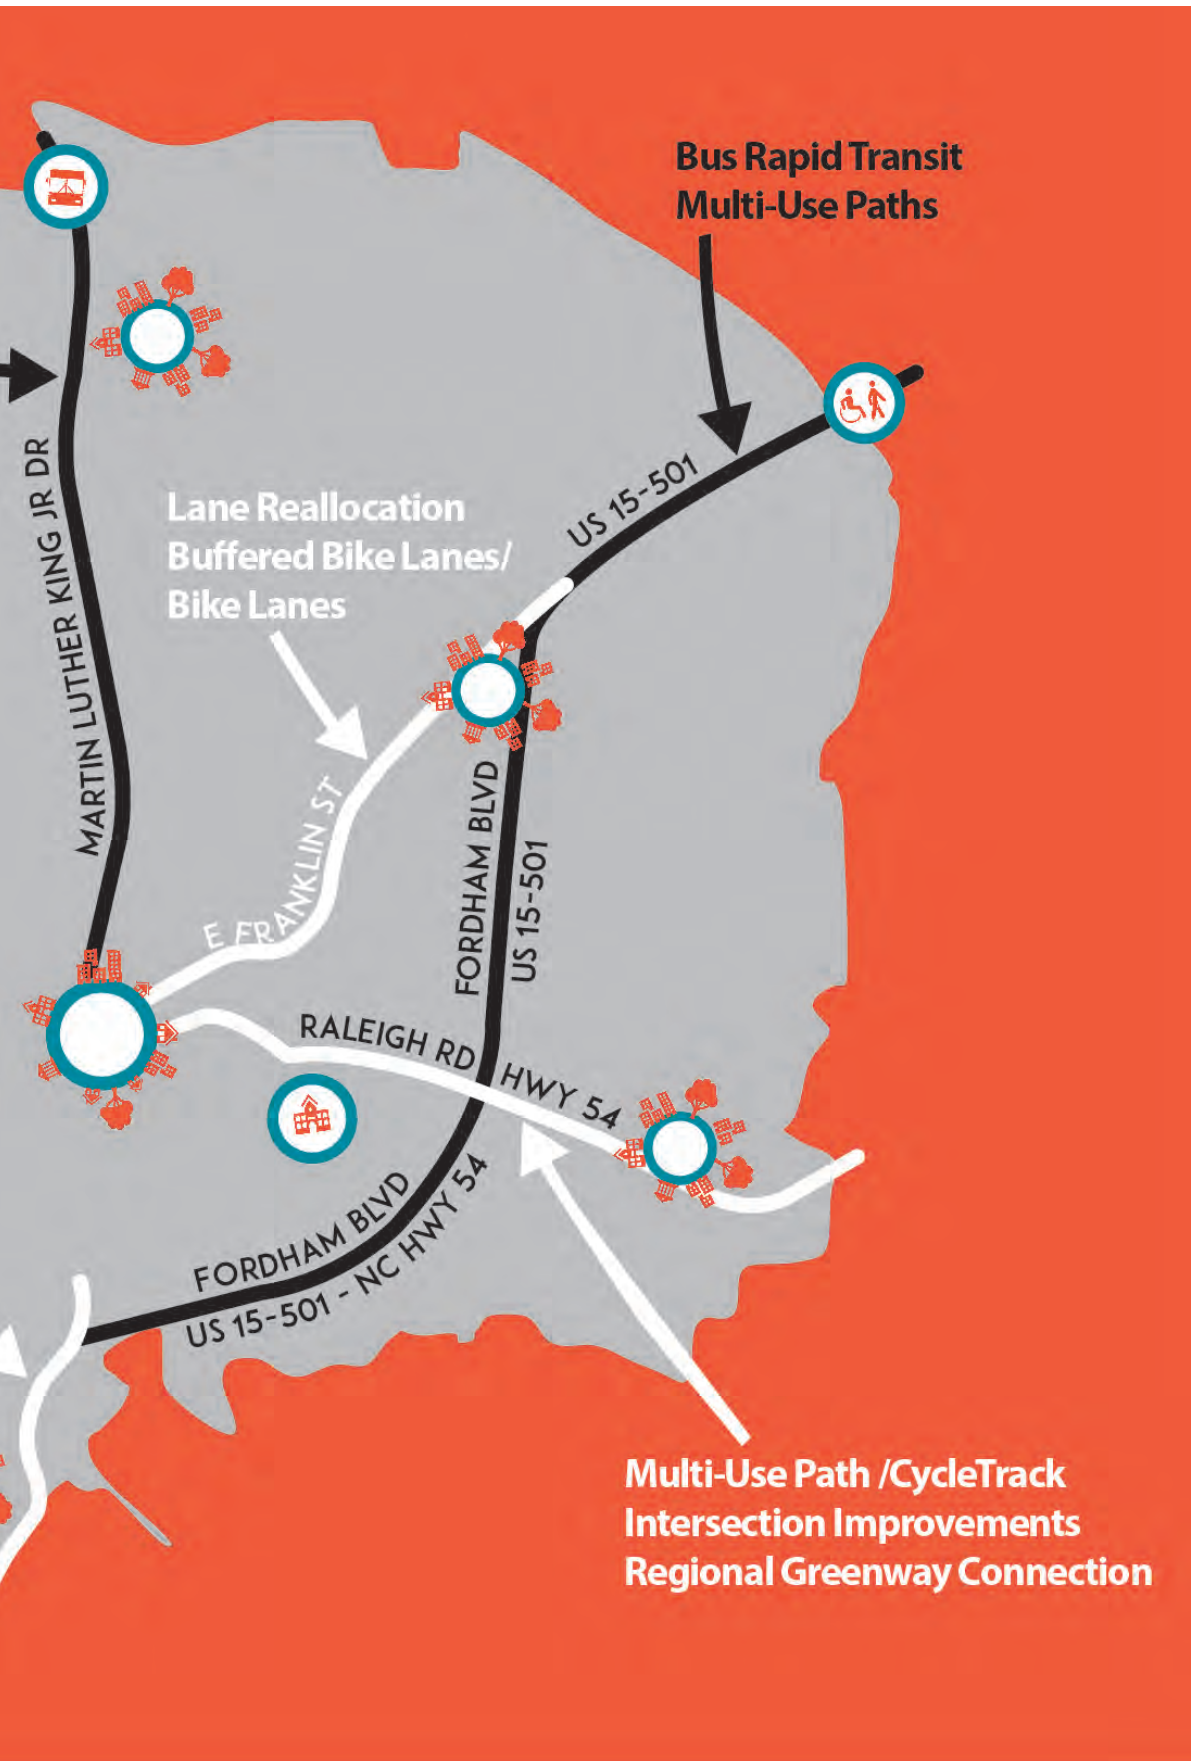 Bus Rapid Transit
Multi-Use Paths
US 15-501
MARTIN LUTHER KING JR DR
Lane Reallocation
Buffered Bike Lanes/
Bike Lanes
E FRANKLIN ST
FORDHAM BLVD
US 15-501
RALEIGH RD
HWY 54
FORDHAM BLVD
US 15-501 - NC HWY 54
Multi-Use Path /CycleTrack
Intersection Improvements
Regional Greenway Connection